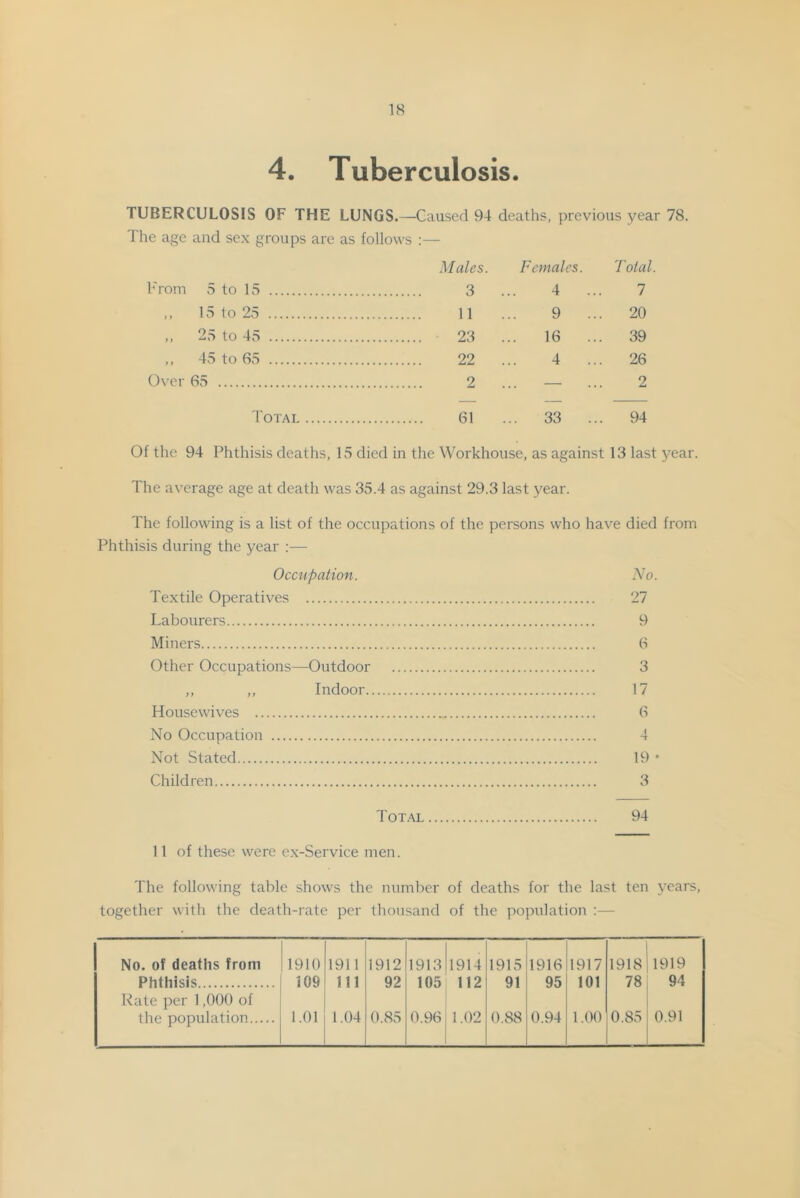 18
4. Tuberculosis.
TUBERCULOSIS OF THE LUNGS.—Caused 94 deaths, previous year 78.
The age and sex groups are as follows :—
Males. Females. Total.
From 5 to 15 ........ 3 ... 4 ... 7
,, 15 to 25 ........ 11 ... 9 ... 20
,, 25 to 45 ........ 23 ... 16 ... 39
,, 45 to 65 ........ 22 ... 4 ... 26
Over 65 ........ 2 ... — ... 2
TOTAL ........ 61 ... 33 ... 94
Of the 94 Phthisis deaths, 15 died in the Workhouse, as against 13 last year.
The average age at death was 35.4 as against 29.3 last year.
The following is a list of the occupations of the persons who have died from
Phthisis during the year :—
Occupation. No.
Textile Operatives ........ 27
Labourers........ 9
Miners........ 6
Other Occupations—Outdoor ........ 3
,, ,, Indoor........ 17
Housewives ........ 6
No Occupation ........ 4
Not Stated........ 19
Children........ 3
TOTAL........ 94
11 of these were ex-Service men.
The following table shows the number of deaths for the last ten years,
together with the death-rate per thousand of the population :—
No. of deaths from 1910 1911 1912 1913 1914 1915 1916 1917 1918 1919
Phthisis........ 109 111 92 105 112 91 95 101 78 94
Rate per 1,000 of
the population..... 1.01 1.04 0.85 0.96 1.02 0.88 0.94 1.00 0.85 0.91